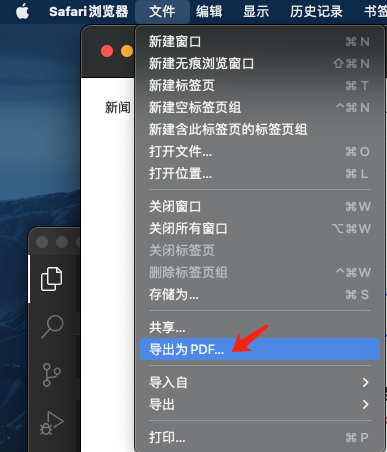 Safari浏览器 文件 编辑 显示 历史记录 书签
新闻
新建窗口 ⌘N
新建无痕浏览窗口 ⇧⌘N
新建标签页 ⌘T
新建空标签页组 ^⌘N
新建含此标签页的标签页组
打开文件... ⌘O
打开位置... ⌘L
关闭窗口 ⌘W
关闭所有窗口 ⌥⌘W
关闭标签页
删除标签页组 ^⌘W
存储为... ⌘S
共享...
导出为 PDF...
导入自
导出
打印... ⌘P